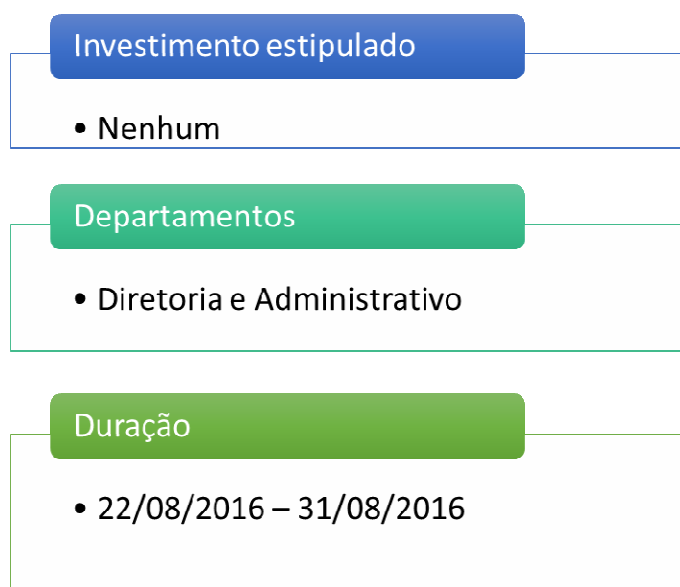 Investimento estipulado
• Nenhum
Departamentos
• Diretoria e Administrativo
Duração
• 22/08/2016 – 31/08/2016